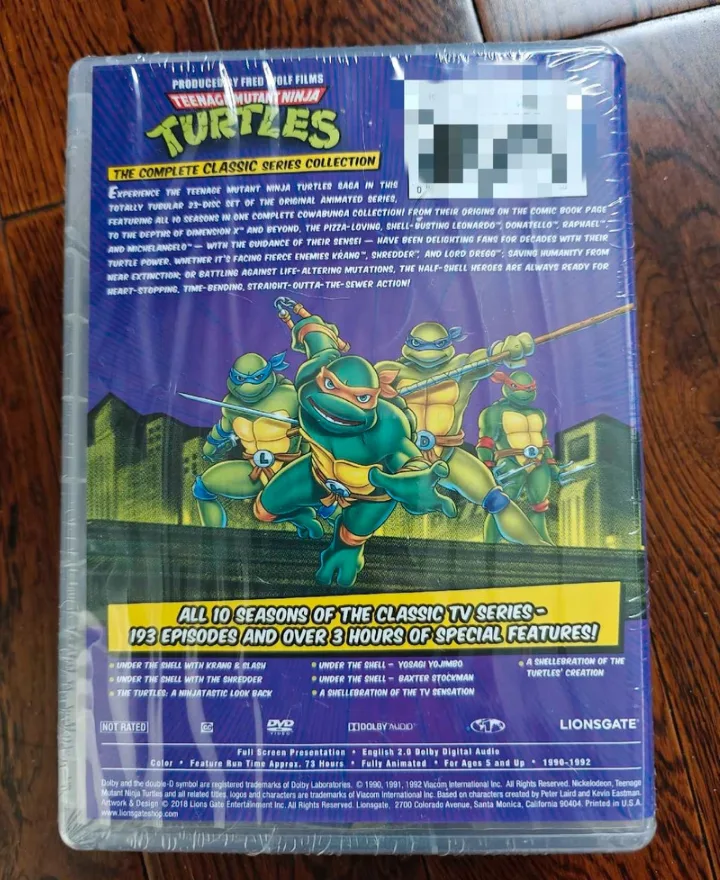 PRODUCED BY FRED WOLF FILMS
TEENAGE MUTANT NINJA
TURTLES
THE COMPLETE CLASSIC SERIES COLLECTION
EXPERIENCE THE TEENAGE MUTANT NINJA TURTLES SAGA IN THIS
TOTALLY TUBULAR 23-DISC SET OF THE ORIGINAL ANIMATED SERIES,
FEATURING ALL 10 SEASONS IN ONE COMPLETE COWABUNGA COLLECTION! FROM THEIR ORIGINS ON THE COMIC BOOK PAGE
TO THE DEPTHS OF DIMENSION X™ AND BEYOND, THE PIZZA-LOVING, SHELL-BUSTING LEONARDO™, DONATELLO™, RAPHAEL™
AND MICHELANGELO™ — WITH THE GUIDANCE OF THEIR SENSEI — HAVE BEEN DELIGHTING FANS FOR DECADES WITH THEIR
TURTLE POWER. WHETHER IT'S FACING FIERCE ENEMIES KRANG™, SHREDDER™, AND LORD DREGG™; SAVING HUMANITY FROM
NEAR EXTINCTION; OR BATTLING AGAINST LIFE-ALTERING MUTATIONS, THE HALF-SHELL HEROES ARE ALWAYS READY FOR
HEART-STOPPING, TIME-BENDING, STRAIGHT-OUTTA-THE-SEWER ACTION!
L
D
ALL 10 SEASONS OF THE CLASSIC TV SERIES -
193 EPISODES AND OVER 3 HOURS OF SPECIAL FEATURES!
• UNDER THE SHELL WITH KRANG & SLASH
• UNDER THE SHELL WITH THE SHREDDER
• THE TURTLES: A NINJATASTIC LOOK BACK
• UNDER THE SHELL – YOSAGI YOJIMBO
• UNDER THE SHELL – BAXTER STOCKMAN
• A SHELLEBRATION OF THE TV SENSATION
• A SHELLEBRATION OF THE
TURTLES' CREATION
NOT RATED
CC
DVD
VIDEO
DOLBY AUDIO™
1
LIONSGATE®
Full Screen Presentation • English 2.0 Dolby Digital Audio
Color • Feature Run Time Approx. 73 Hours • Fully Animated • For Ages 5 and Up • 1990-1992
Dolby and the double-D symbol are registered trademarks of Dolby Laboratories. © 1990, 1991, 1992 Viacom International Inc. All Rights Reserved. Nickelodeon, Teenage
Mutant Ninja Turtles and all related titles, logos and characters are trademarks of Viacom International Inc. Based on characters created by Peter Laird and Kevin Eastman.
Artwork & Design © 2018 Lions Gate Entertainment Inc. All Rights Reserved. Lionsgate, 2700 Colorado Avenue, Santa Monica, California 90404. Printed in U.S.A.
www.lionsgateshop.com